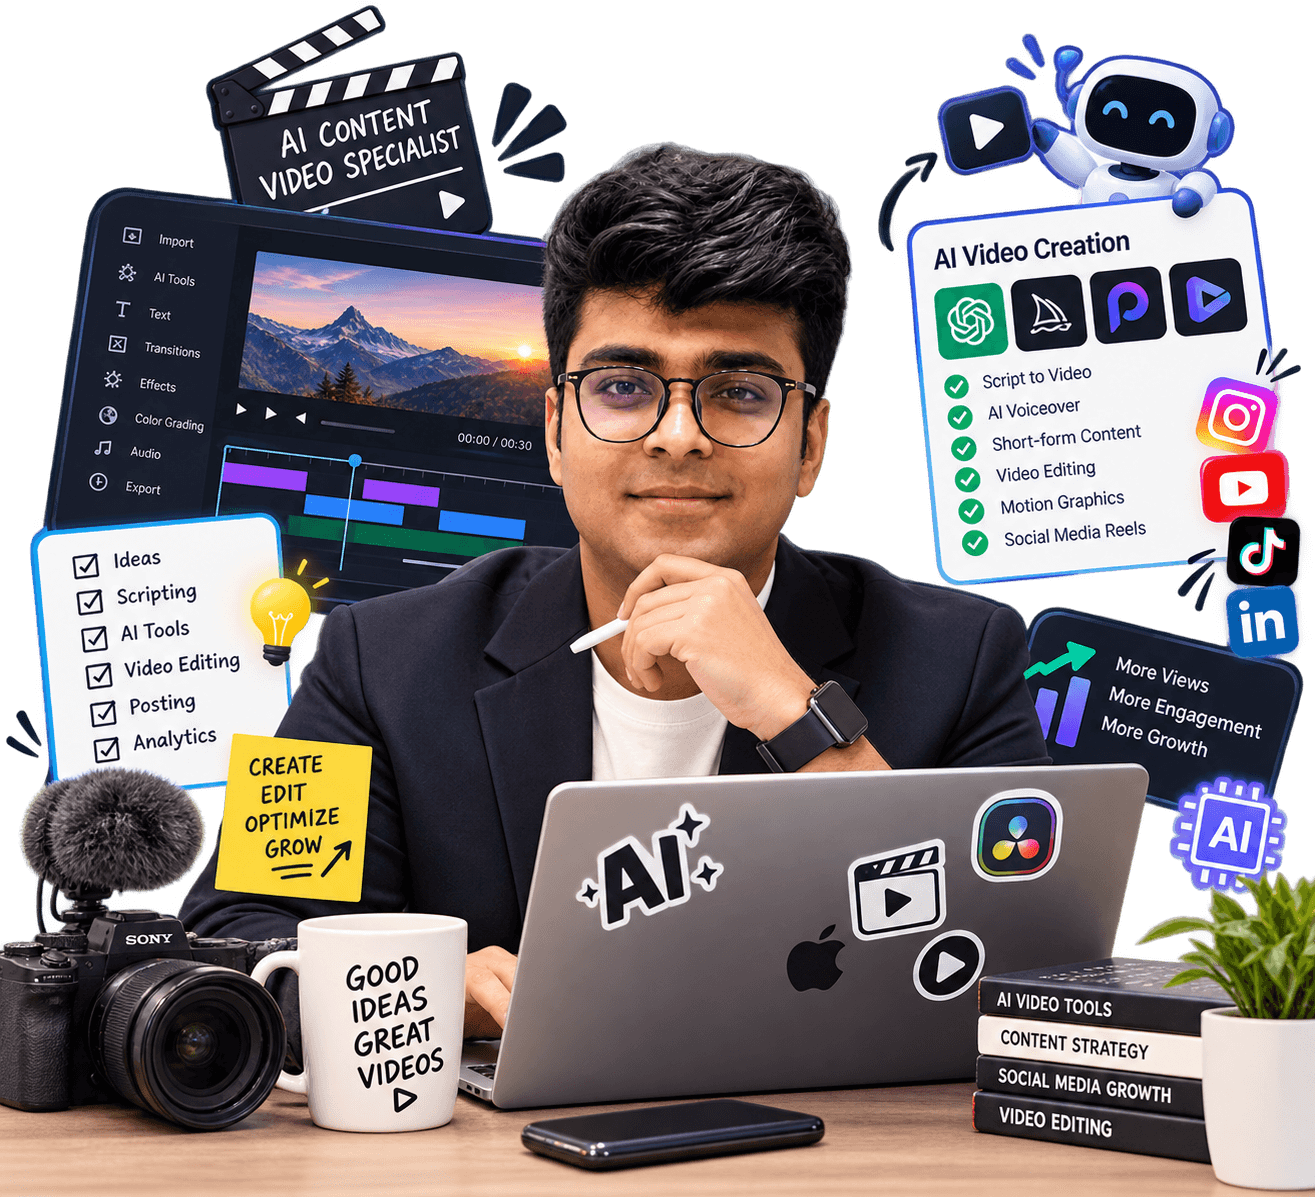 AI CONTENT
VIDEO SPECIALIST
Import
AI Tools
Text
Transitions
Effects
Color Grading
Audio
Export
00:00 / 00:30
AI Video Creation
Script to Video
AI Voiceover
Short-form Content
Video Editing
Motion Graphics
Social Media Reels
in
Ideas
Scripting
AI Tools
Video Editing
Posting
Analytics
More Views
More Engagement
More Growth
CREATE
EDIT
OPTIMIZE
GROW
AI
AI
SONY
GOOD
IDEAS
GREAT
VIDEOS
AI VIDEO TOOLS
CONTENT STRATEGY
SOCIAL MEDIA GROWTH
VIDEO EDITING